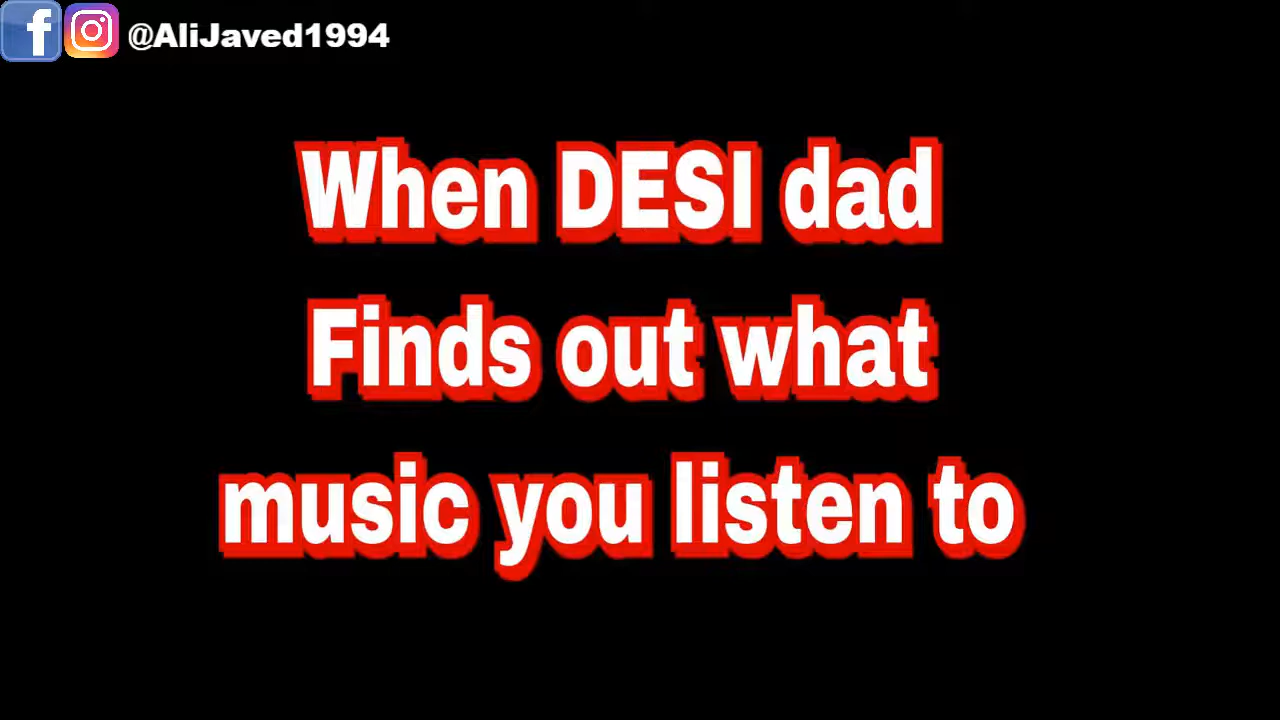 @AliJaved1994
When DESI dad
Finds out what
music you listen to